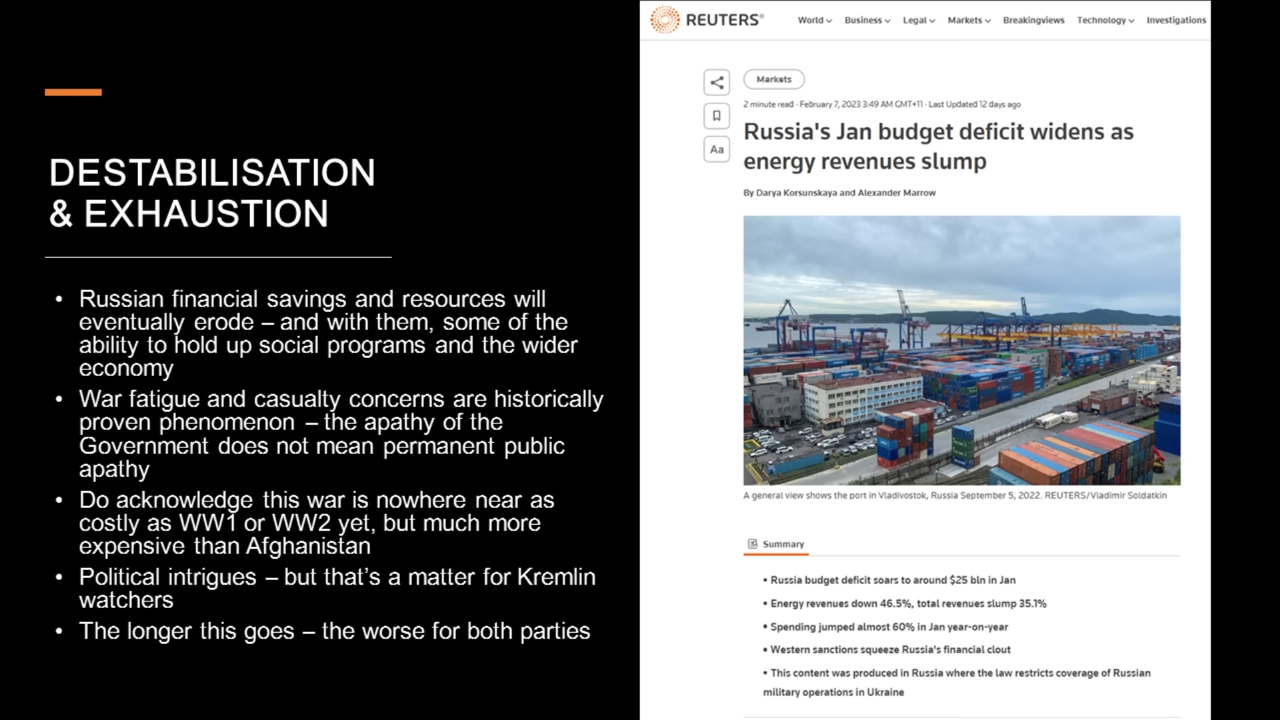 DESTABILISATION
& EXHAUSTION
• Russian financial savings and resources will
eventually erode – and with them, some of the
ability to hold up social programs and the wider
economy
• War fatigue and casualty concerns are historically
proven phenomenon – the apathy of the
Government does not mean permanent public
apathy
• Do acknowledge this war is nowhere near as
costly as WW1 or WW2 yet, but much more
expensive than Afghanistan
• Political intrigues – but that's a matter for Kremlin
watchers
• The longer this goes – the worse for both parties
REUTERS®
World Business Legal Markets Breakingviews Technology Investigations
Markets
2 minute read · February 7, 2023 3:49 AM GMT+11 · Last Updated 12 days ago
Aa
Russia's Jan budget deficit widens as
energy revenues slump
By Darya Korsunskaya and Alexander Marrow
A general view shows the port in Vladivostok, Russia September 5, 2022. REUTERS/Vladimir Soldatkin
Summary
• Russia budget deficit soars to around $25 bln in Jan
• Energy revenues down 46.5%, total revenues slump 35.1%
• Spending jumped almost 60% in Jan year-on-year
• Western sanctions squeeze Russia's financial clout
• This content was produced in Russia where the law restricts coverage of Russian
military operations in Ukraine